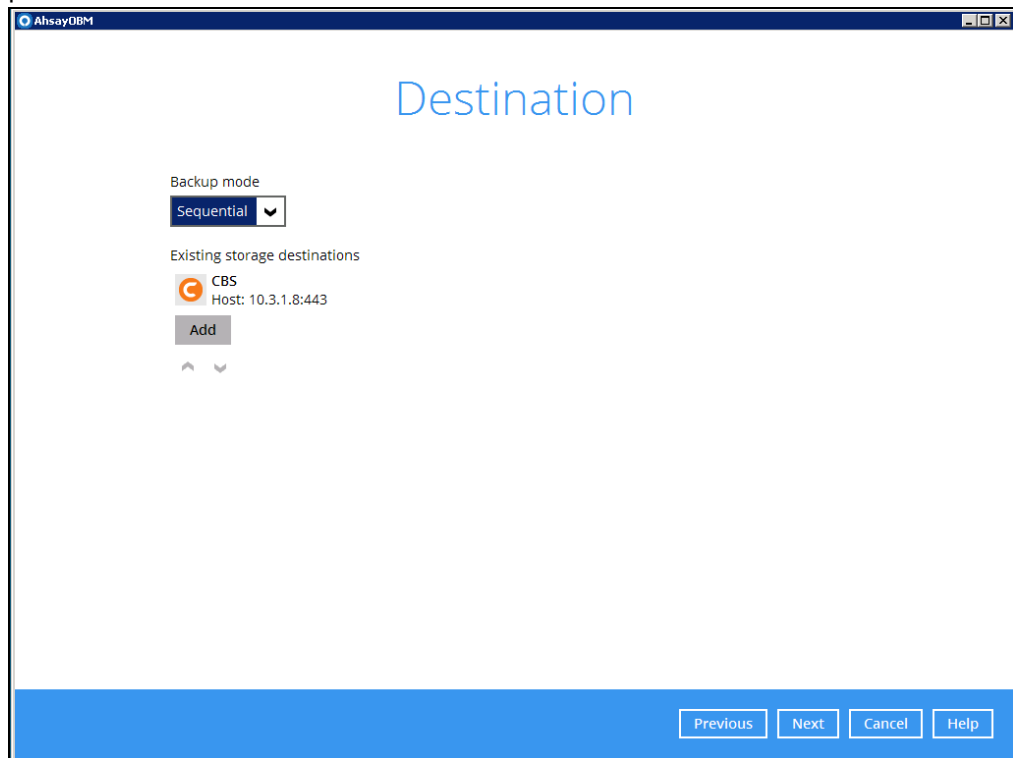 AhsayOBM
Destination
Backup mode
Sequential
Existing storage destinations
CBS
Host: 10.3.1.8:443
Add
Previous Next Cancel Help